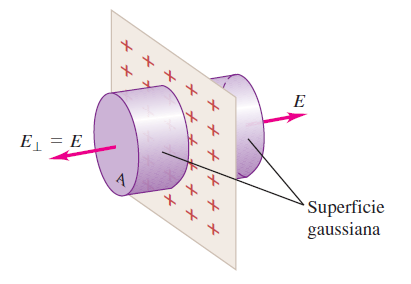 E
E⊥ = E
A
Superficie
gaussiana